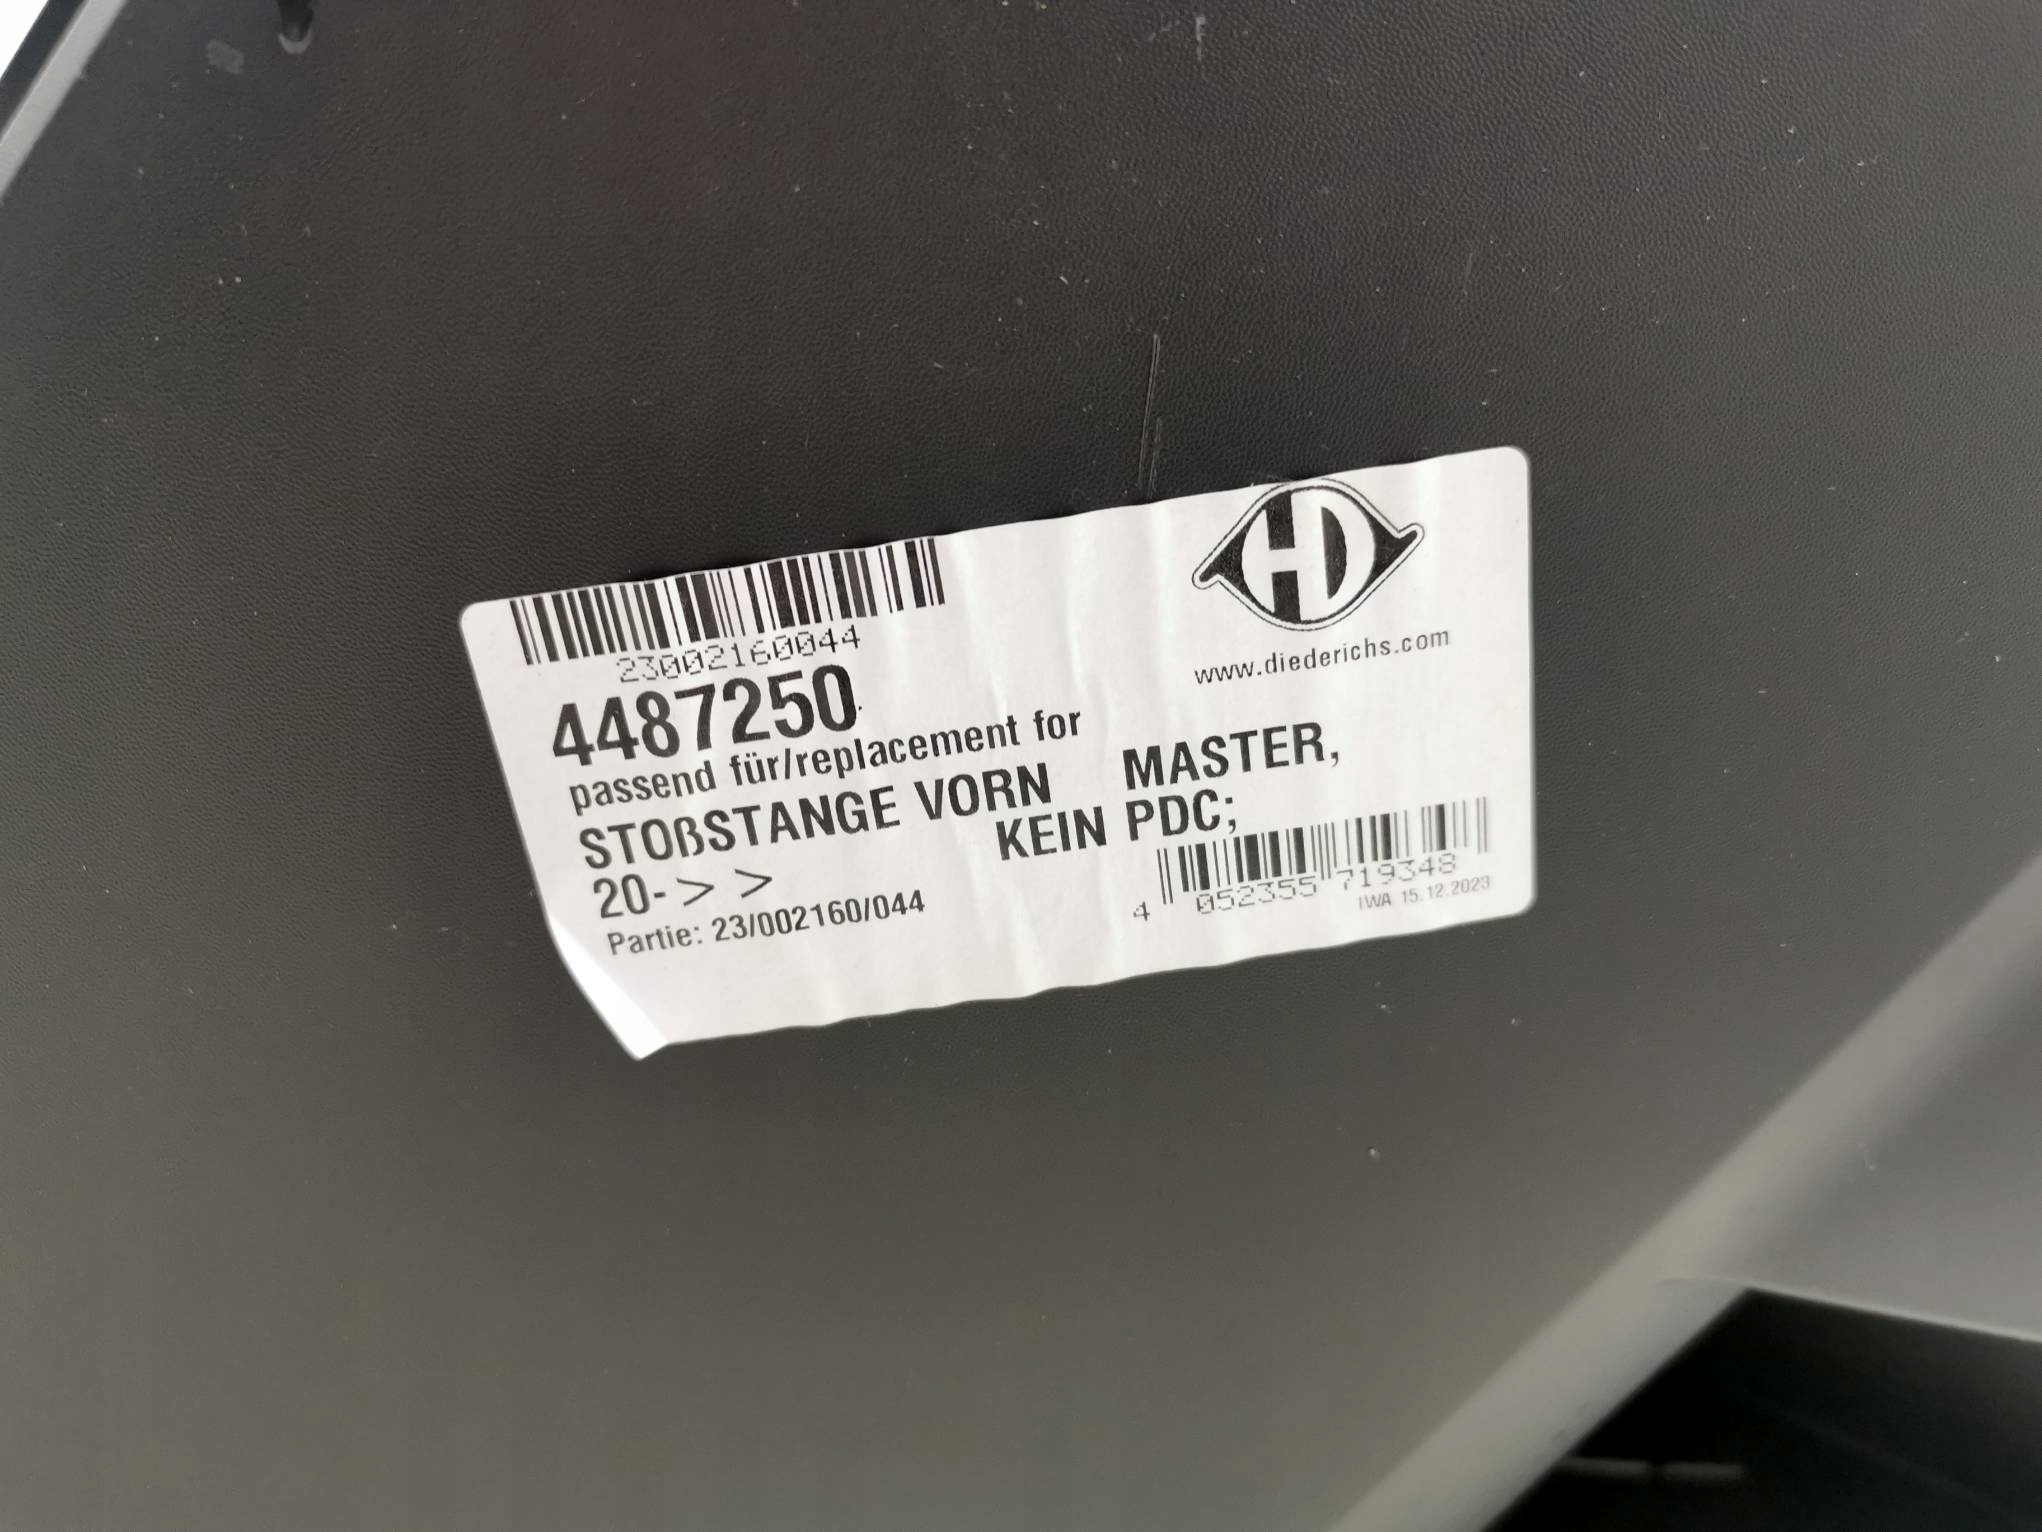 23002160044
4487250
passend für/replacement for
STOßSTANGE VORN MASTER,
KEIN PDC;
20-> >
Partie: 23/002160/044
HD
www.diederichs.com
4 052355 719348
IWA 15.12.2023